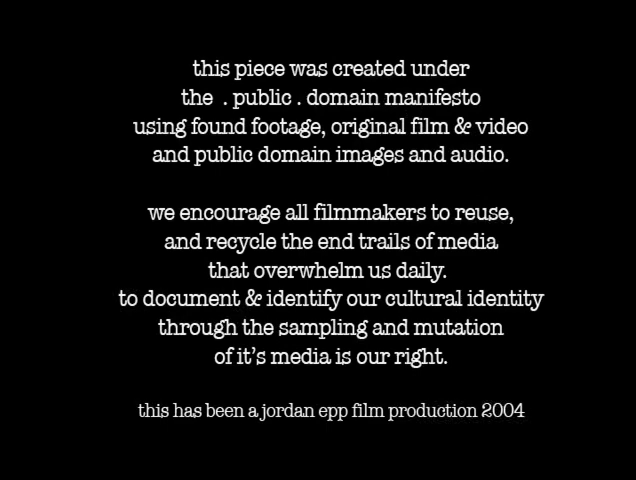 this piece was created under
the . public . domain manifesto
using found footage, original film & video
and public domain images and audio.
we encourage all filmmakers to reuse,
and recycle the end trails of media
that overwhelm us daily.
to document & identify our cultural identity
through the sampling and mutation
of it's media is our right.
this has been a jordan epp film production 2004